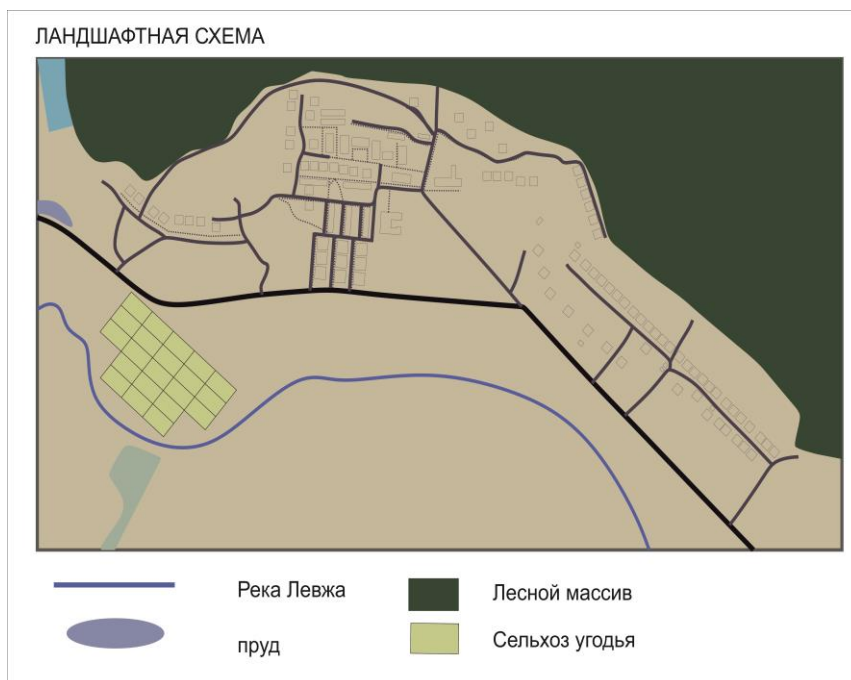 ЛАНДШАФТНАЯ СХЕМА
Река Левжа
пруд
Лесной массив
Сельхоз угодья